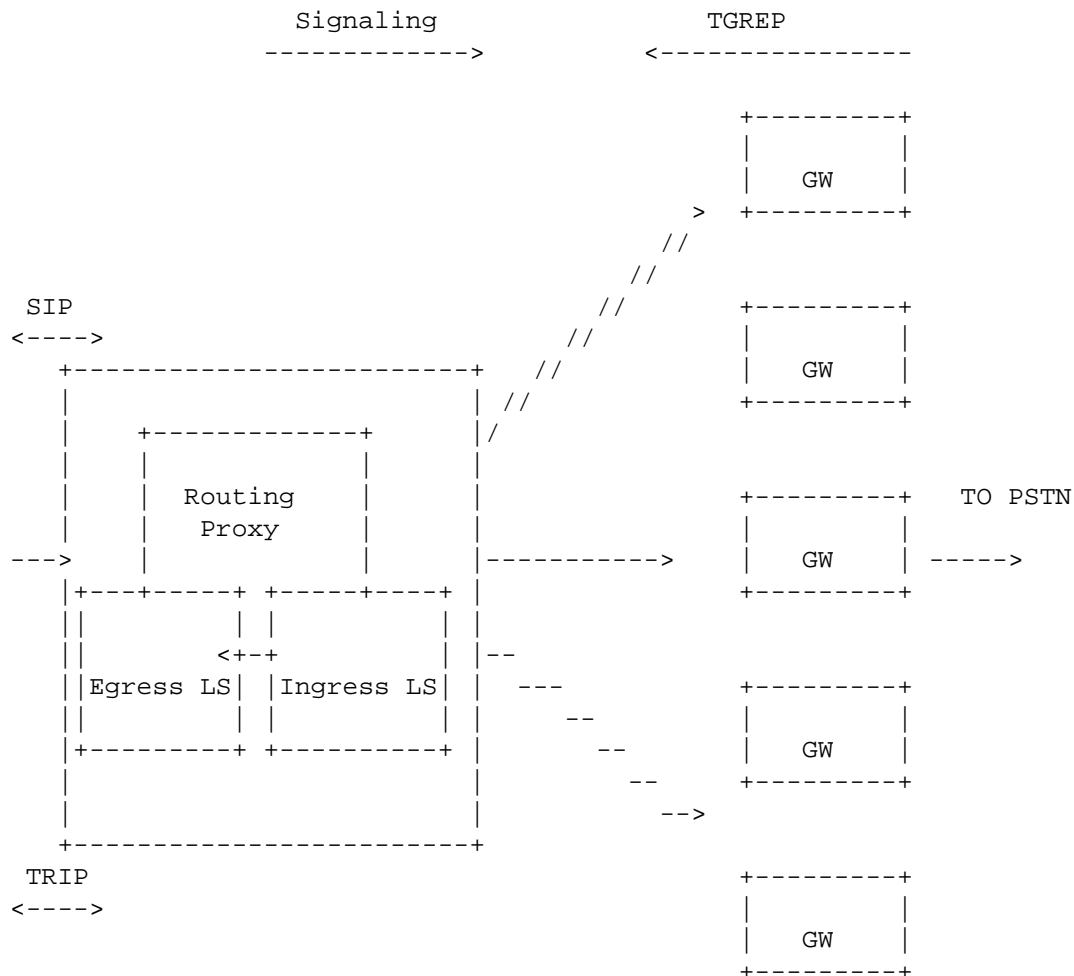 Signaling TGREP
GW
SIP
GW
Routing
Proxy
TO PSTN
GW
Egress LS Ingress LS
GW
TRIP
GW